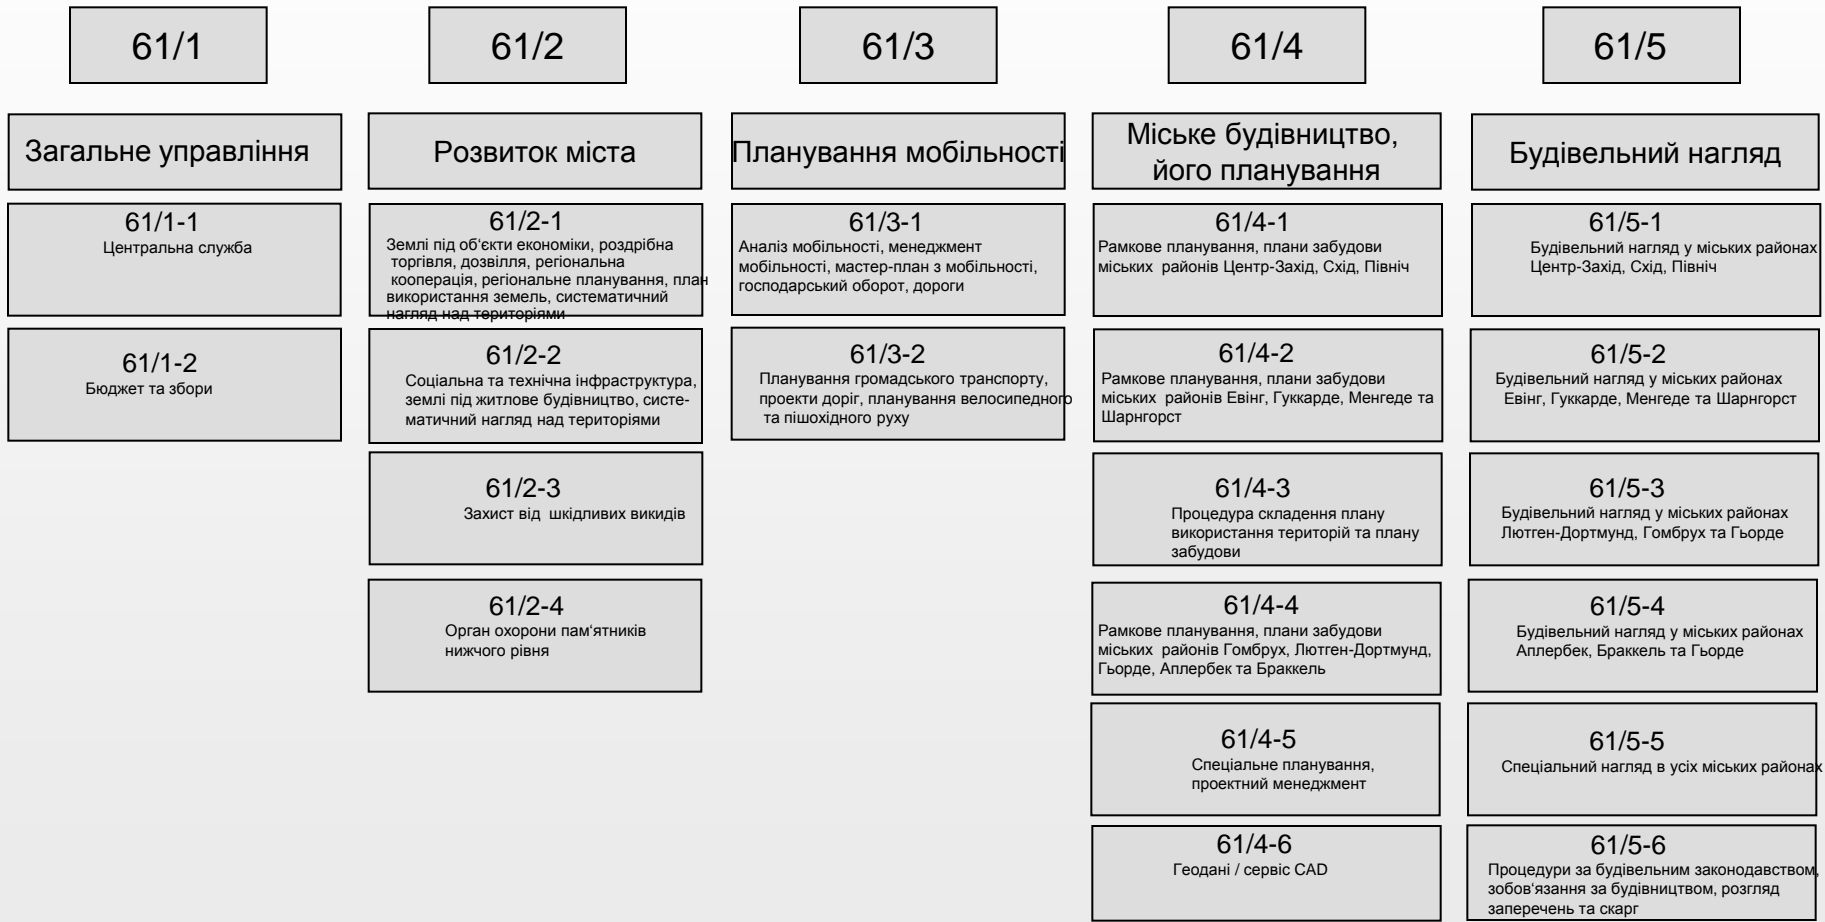 61/1
61/2
61/3
61/4
61/5
Загальне управління
Розвиток міста
Планування мобільності
Міське будівництво,
його планування
Будівельний нагляд
61/1-1
Центральна служба
61/1-2
Бюджет та збори
61/2-1
Землі під об‘єкти економіки, роздрібна
торгівля, дозвілля, регіональна
кооперація, регіональне планування, план
використання земель, систематичний
нагляд над територіями
61/2-2
Соціальна та технічна інфраструктура,
землі під житлове будівництво, систе-
матичний нагляд над територіями
61/2-3
Захист від шкідливих викидів
61/2-4
Орган охорони пам‘ятників
нижчого рівня
61/3-1
Аналіз мобільності, менеджмент
мобільності, мастер-план з мобільності,
господарський оборот, дороги
61/3-2
Планування громадського транспорту,
проекти доріг, планування велосипедного
та пішохідного руху
61/4-1
Рамкове планування, плани забудови
міських районів Центр-Захід, Схід, Північ
61/4-2
Рамкове планування, плани забудови
міських районів Евінг, Гуккарде, Менгеде та
Шарнгорст
61/4-3
Процедура складення плану
використання територій та плану
забудови
61/4-4
Рамкове планування, плани забудови
міських районів Гомбрух, Лютген-Дортмунд,
Гьорде, Аплербек та Браккель
61/4-5
Спеціальне планування,
проектний менеджмент
61/4-6
Геодані / сервіс CAD
61/5-1
Будівельний нагляд у міських районах
Центр-Захід, Схід, Північ
61/5-2
Будівельний нагляд у міських районах
Евінг, Гуккарде, Менгеде та Шарнгорст
61/5-3
Будівельний нагляд у міських районах
Лютген-Дортмунд, Гомбрух та Гьорде
61/5-4
Будівельний нагляд у міських районах
Аплербек, Браккель та Гьорде
61/5-5
Спеціальний нагляд в усіх міських районах
61/5-6
Процедури за будівельним законодавством,
зобов‘язання за будівництвом, розгляд
заперечень та скарг